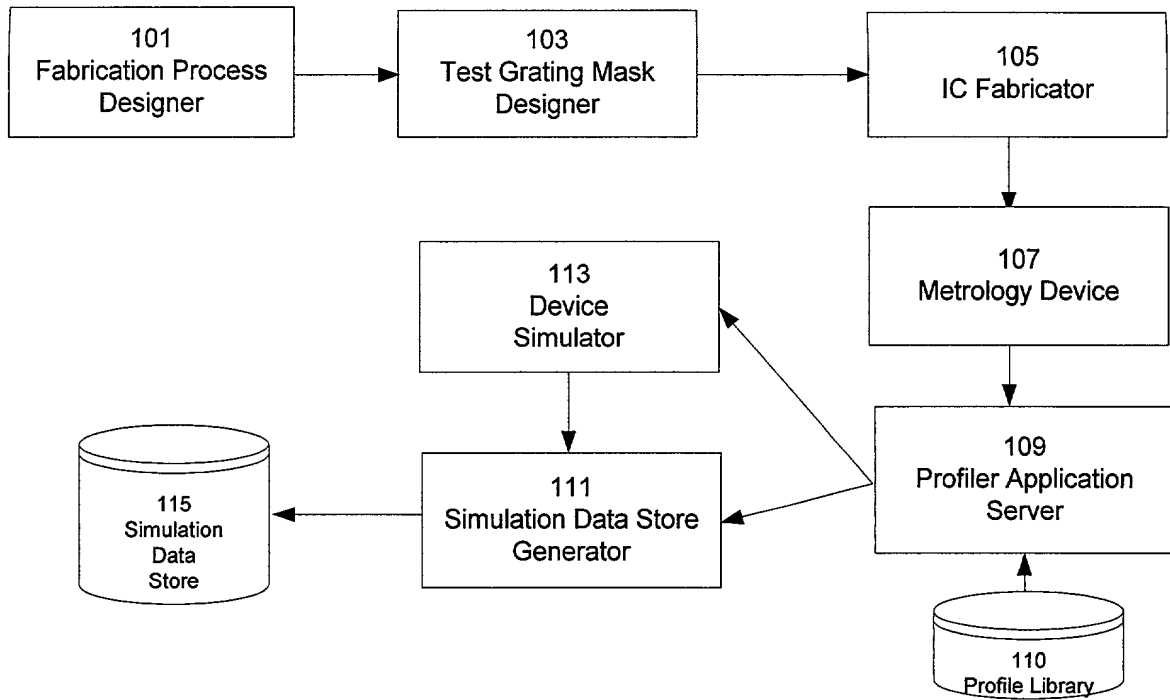 101
Fabrication Process
Designer
103
Test Grating Mask
Designer
105
IC Fabricator
107
Metrology Device
113
Device
Simulator
109
Profiler Application
Server
111
Simulation Data Store
Generator
115
Simulation
Data
Store
110
Profile Library